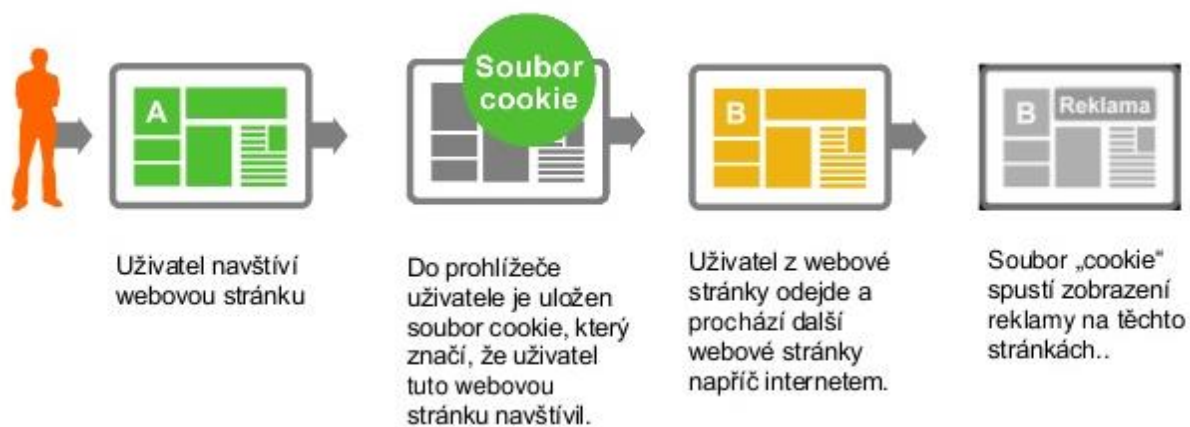 A
Soubor
cookie
B
B
Reklama
Uživatel navštíví
webovou stránku
Do prohlížeče
uživatele je uložen
soubor cookie, který
značí, že uživatel
tuto webovou
stránku navštívil.
Uživatel z webové
stránky odejde a
prochází další
webové stránky
napříč internetem.
Soubor „cookie“
spustí zobrazení
reklamy na těchto
stránkách..